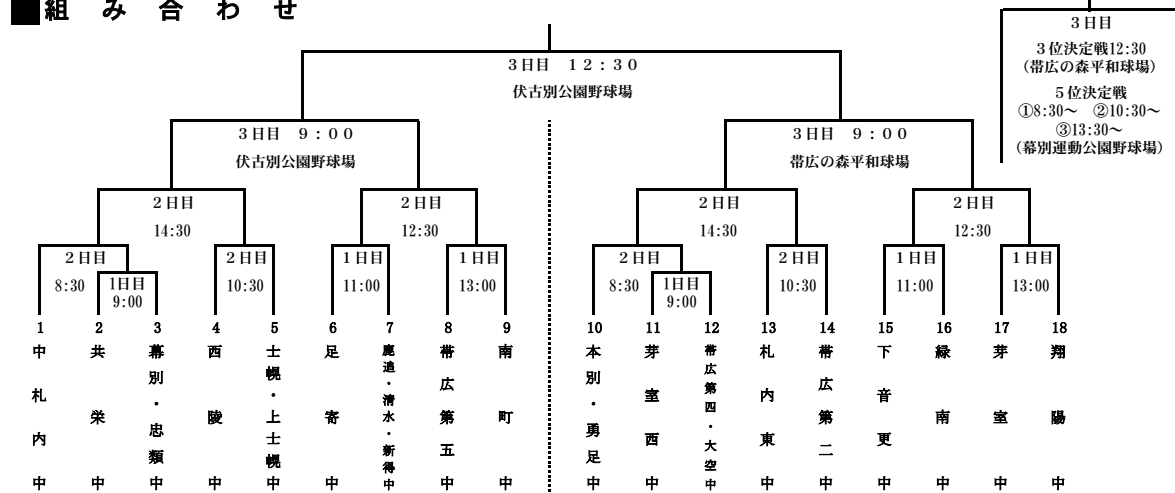 ■組み合わせ
3日目
3位決定戦12:30
(帯広の森平和球場)
5位決定戦
①8:30～ ②10:30～
③13:30～
(幕別運動公園野球場)
3日目 12:30
伏古別公園野球場
3日目 9:00
伏古別公園野球場
3日目 9:00
帯広の森平和球場
2日目
14:30
2日目
12:30
2日目
14:30
2日目
12:30
2日目
8:30
1日目
9:00
2日目
10:30
1日目
11:00
1日目
13:00
2日目
8:30
1日目
9:00
2日目
10:30
1日目
11:00
1日目
13:00
1 中札内中
2 共栄中
3 幕別・忠類中
4 西陵中
5 士幌・上士幌中
6 足寄中
7 鹿追・清水・新得中
8 帯広第五中
9 南町中
10 本別・勇足中
11 芽室西中
12 帯広第四・大空中
13 札内東中
14 帯広第二中
15 下音更中
16 緑南中
17 芽室中
18 翔陽中